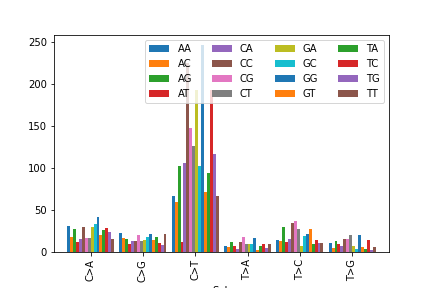 250
200
150
100
50
0
AA CA GA TA
AC CC GC TC
AG CG GG TG
AT CT GT TT
C>A C>G C>T T>A T>C T>G